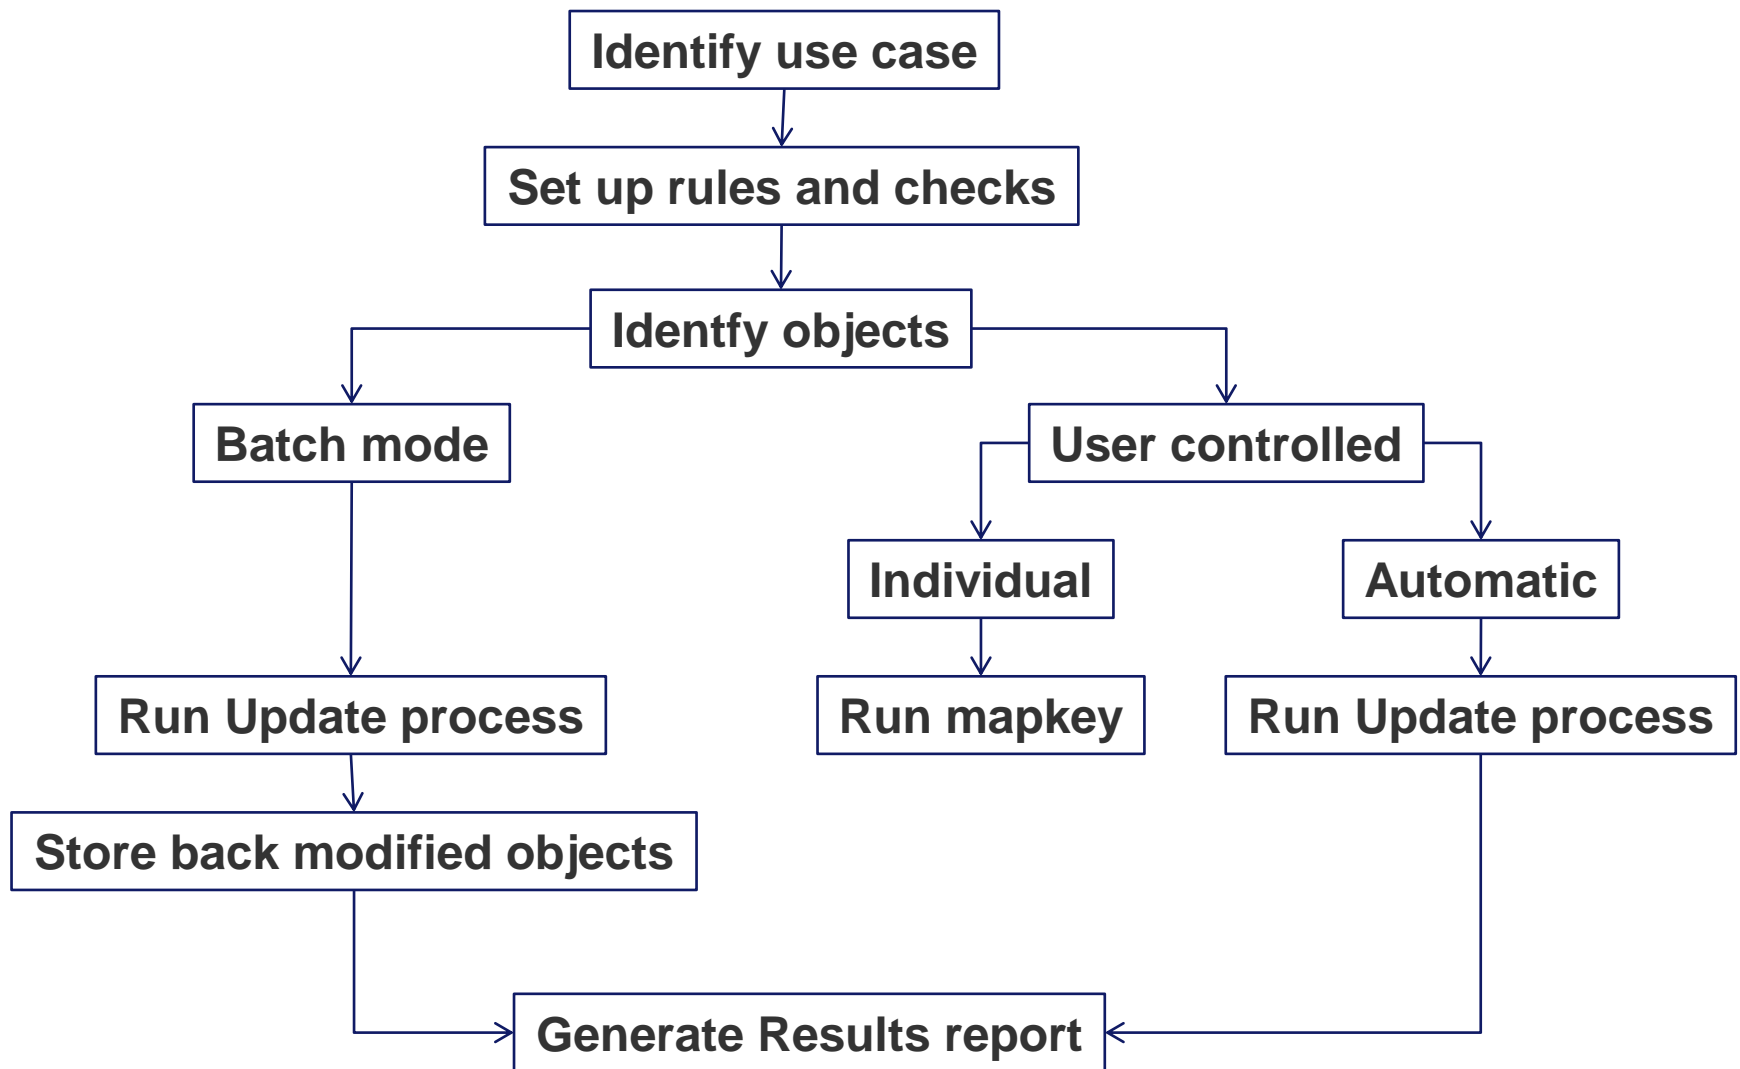 Identify use case
Set up rules and checks
Identfy objects
Batch mode
User controlled
Individual
Automatic
Run Update process
Run mapkey
Run Update process
Store back modified objects
Generate Results report